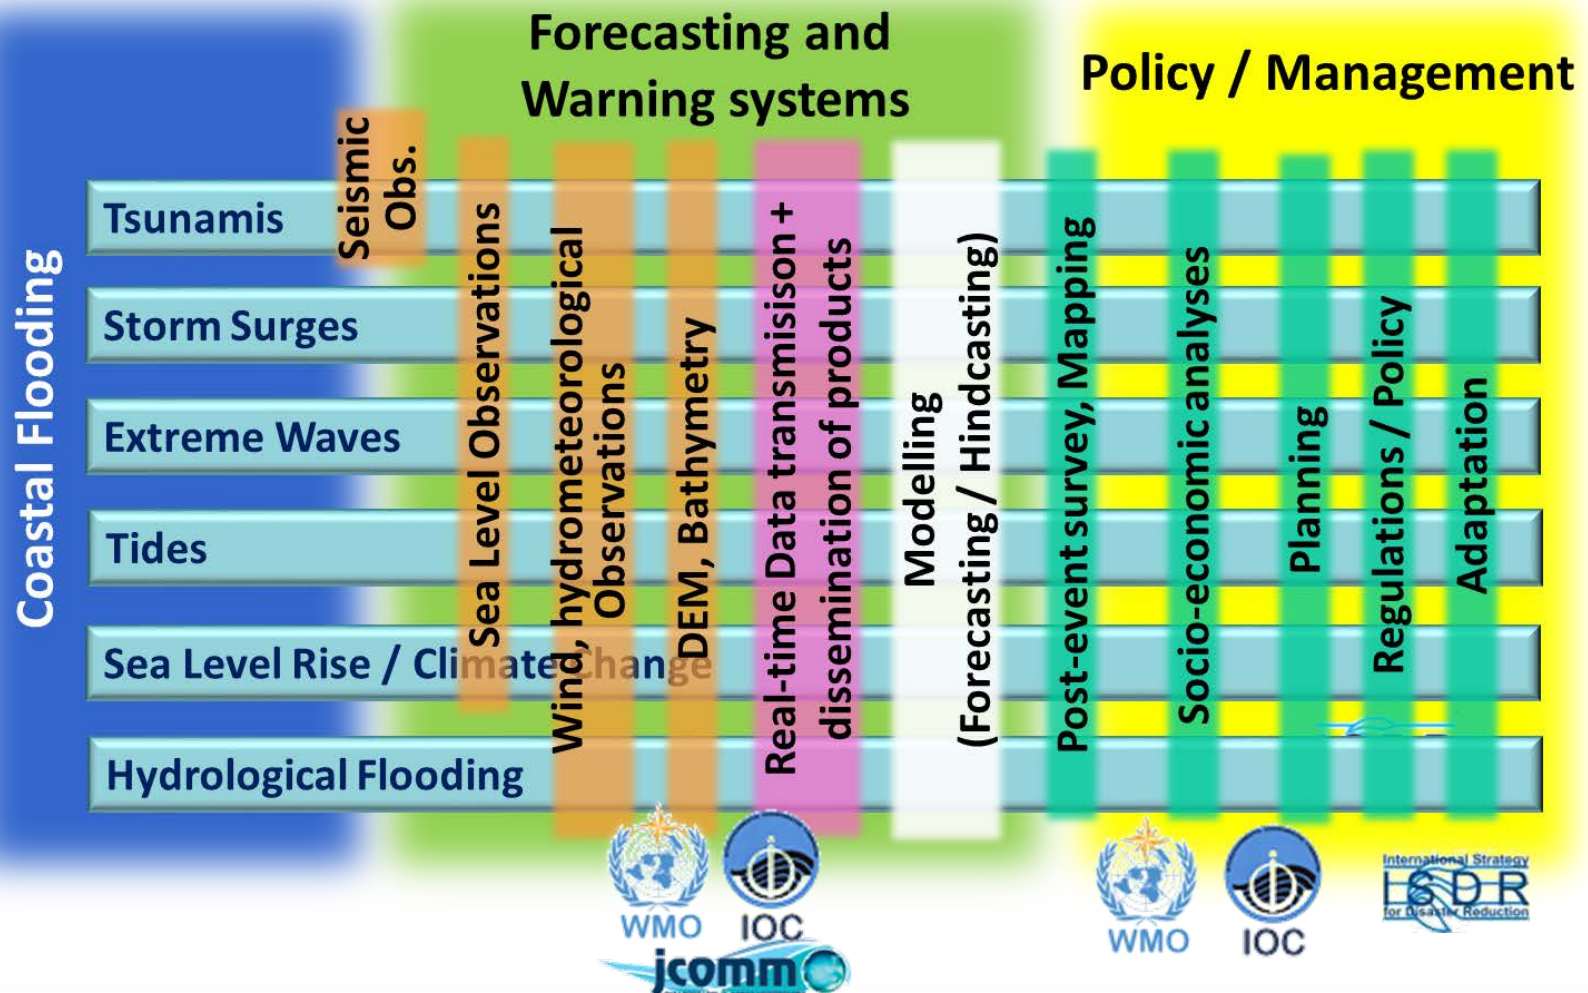 Forecasting and
Warning systems
Policy / Management
Coastal Flooding
Tsunamis
Storm Surges
Extreme Waves
Tides
Sea Level Rise / Climate Change
Hydrological Flooding
Seismic
Obs.
Sea Level Observations
Wind, hydrometeorological
Observations
DEM, Bathymetry
Real-time Data transmisison +
dissemination of products
Modelling
(Forecasting / Hindcasting)
Post-event survey, Mapping
Socio-economic analyses
Planning
Regulations / Policy
Adaptation
WMO
IOC
jcomm
WMO
IOC
International Strategy
ISDR
for Disaster Reduction